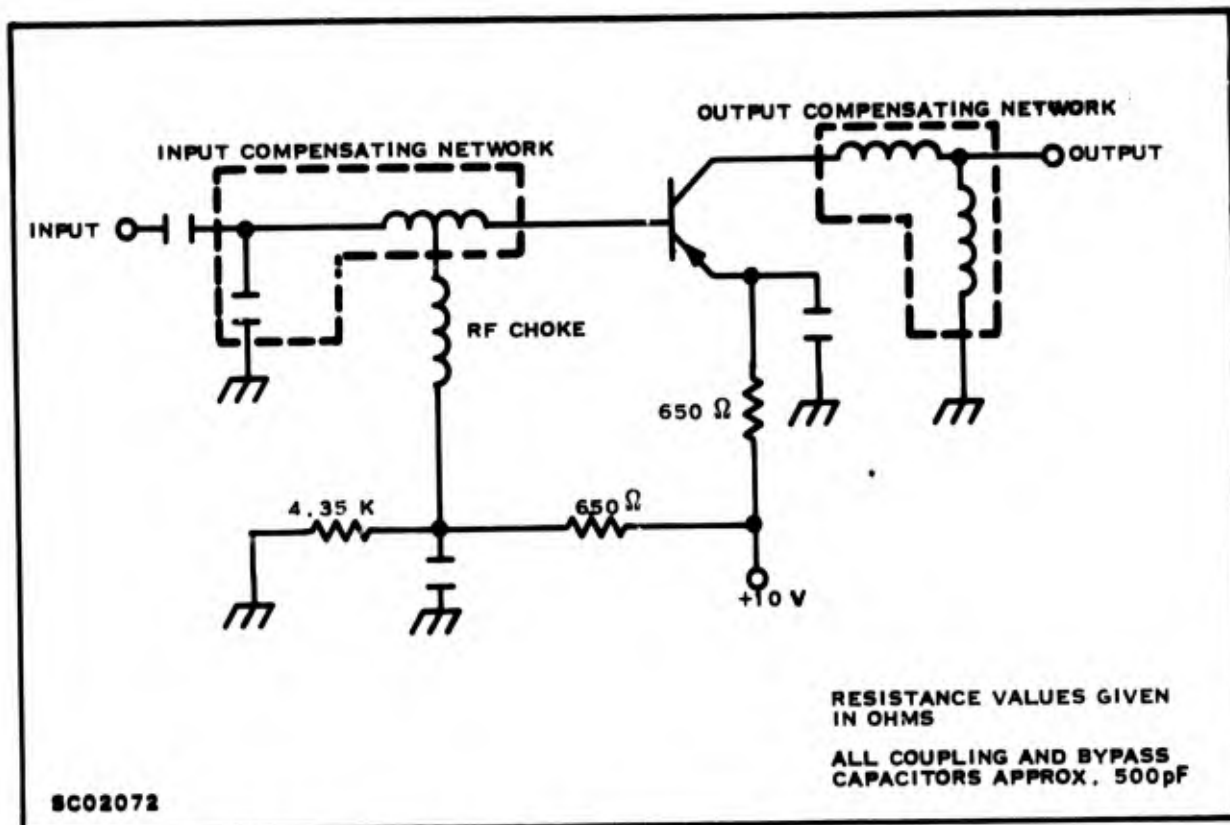 OUTPUT COMPENSATING NETWORK
INPUT COMPENSATING NETWORK
INPUT
OUTPUT
RF CHOKE
650 Ω
4.35 K
650 Ω
+10 V
RESISTANCE VALUES GIVEN
IN OHMS
ALL COUPLING AND BYPASS
CAPACITORS APPROX. 500pF
SC02072